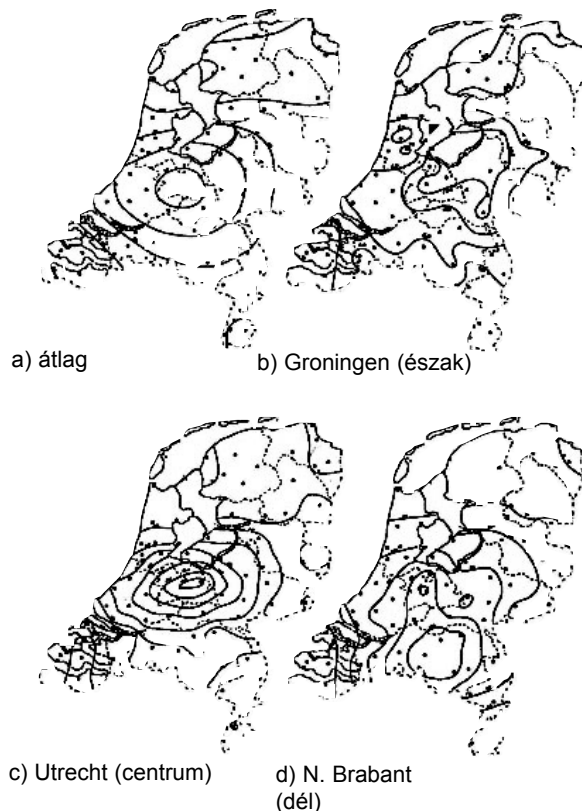 a) átlag
b) Groningen (észak)
c) Utrecht (centrum)
d) N. Brabant
(dél)